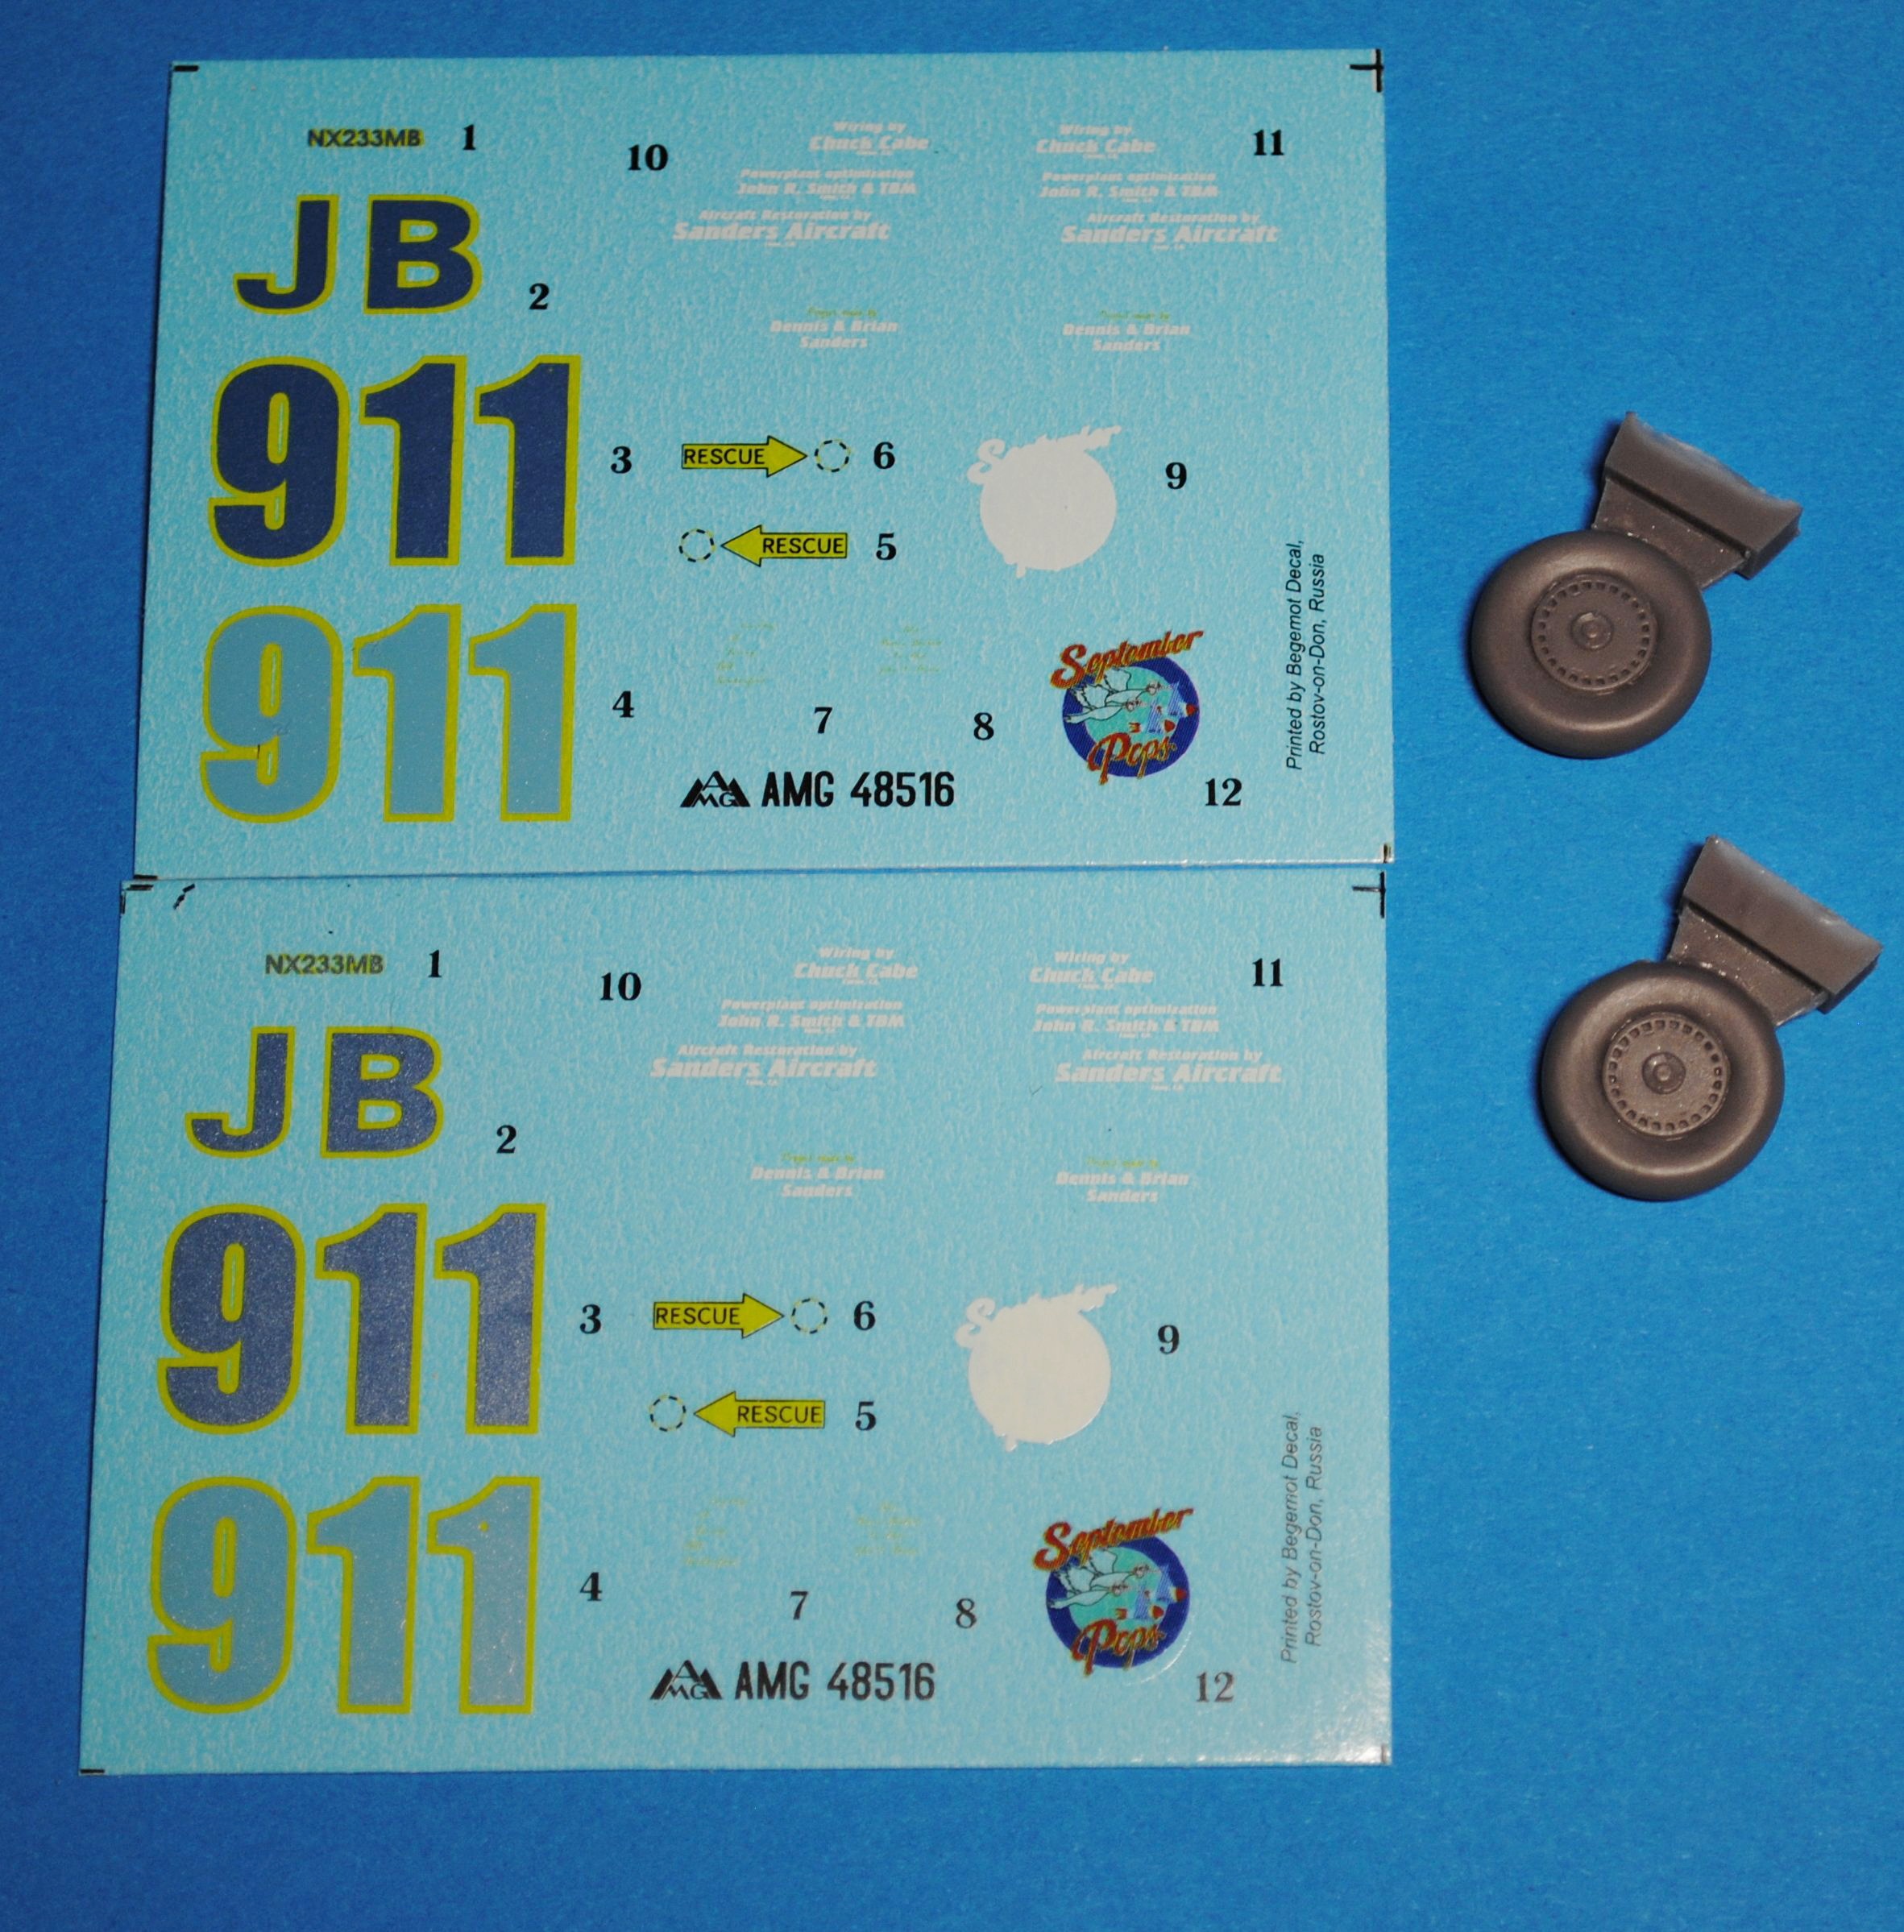 NX233MB 1
10
Wiring by
Chuck Cabe
Powerplant optimization
John R. Smith & TBM
Aircraft Restoration by
Sanders Aircraft
Wiring by
Chuck Cabe
Powerplant optimization
John R. Smith & TBM
Aircraft Restoration by
Sanders Aircraft
11
JB
2
Dennis & Brian
Sanders
Dennis & Brian
Sanders
911
3
RESCUE 6
RESCUE 5
September
9
911
4
7
8
September
Pops
12
AMG AMG 48516
Printed by Begemot Decal,
Rostov-on-Don, Russia
NX233MB 1
10
Wiring by
Chuck Cabe
Powerplant optimization
John R. Smith & TBM
Aircraft Restoration by
Sanders Aircraft
Wiring by
Chuck Cabe
Powerplant optimization
John R. Smith & TBM
Aircraft Restoration by
Sanders Aircraft
11
JB
2
Dennis & Brian
Sanders
Dennis & Brian
Sanders
911
3
RESCUE 6
RESCUE 5
September
9
911
4
7
8
September
Pops
12
AMG AMG 48516
Printed by Begemot Decal,
Rostov-on-Don, Russia